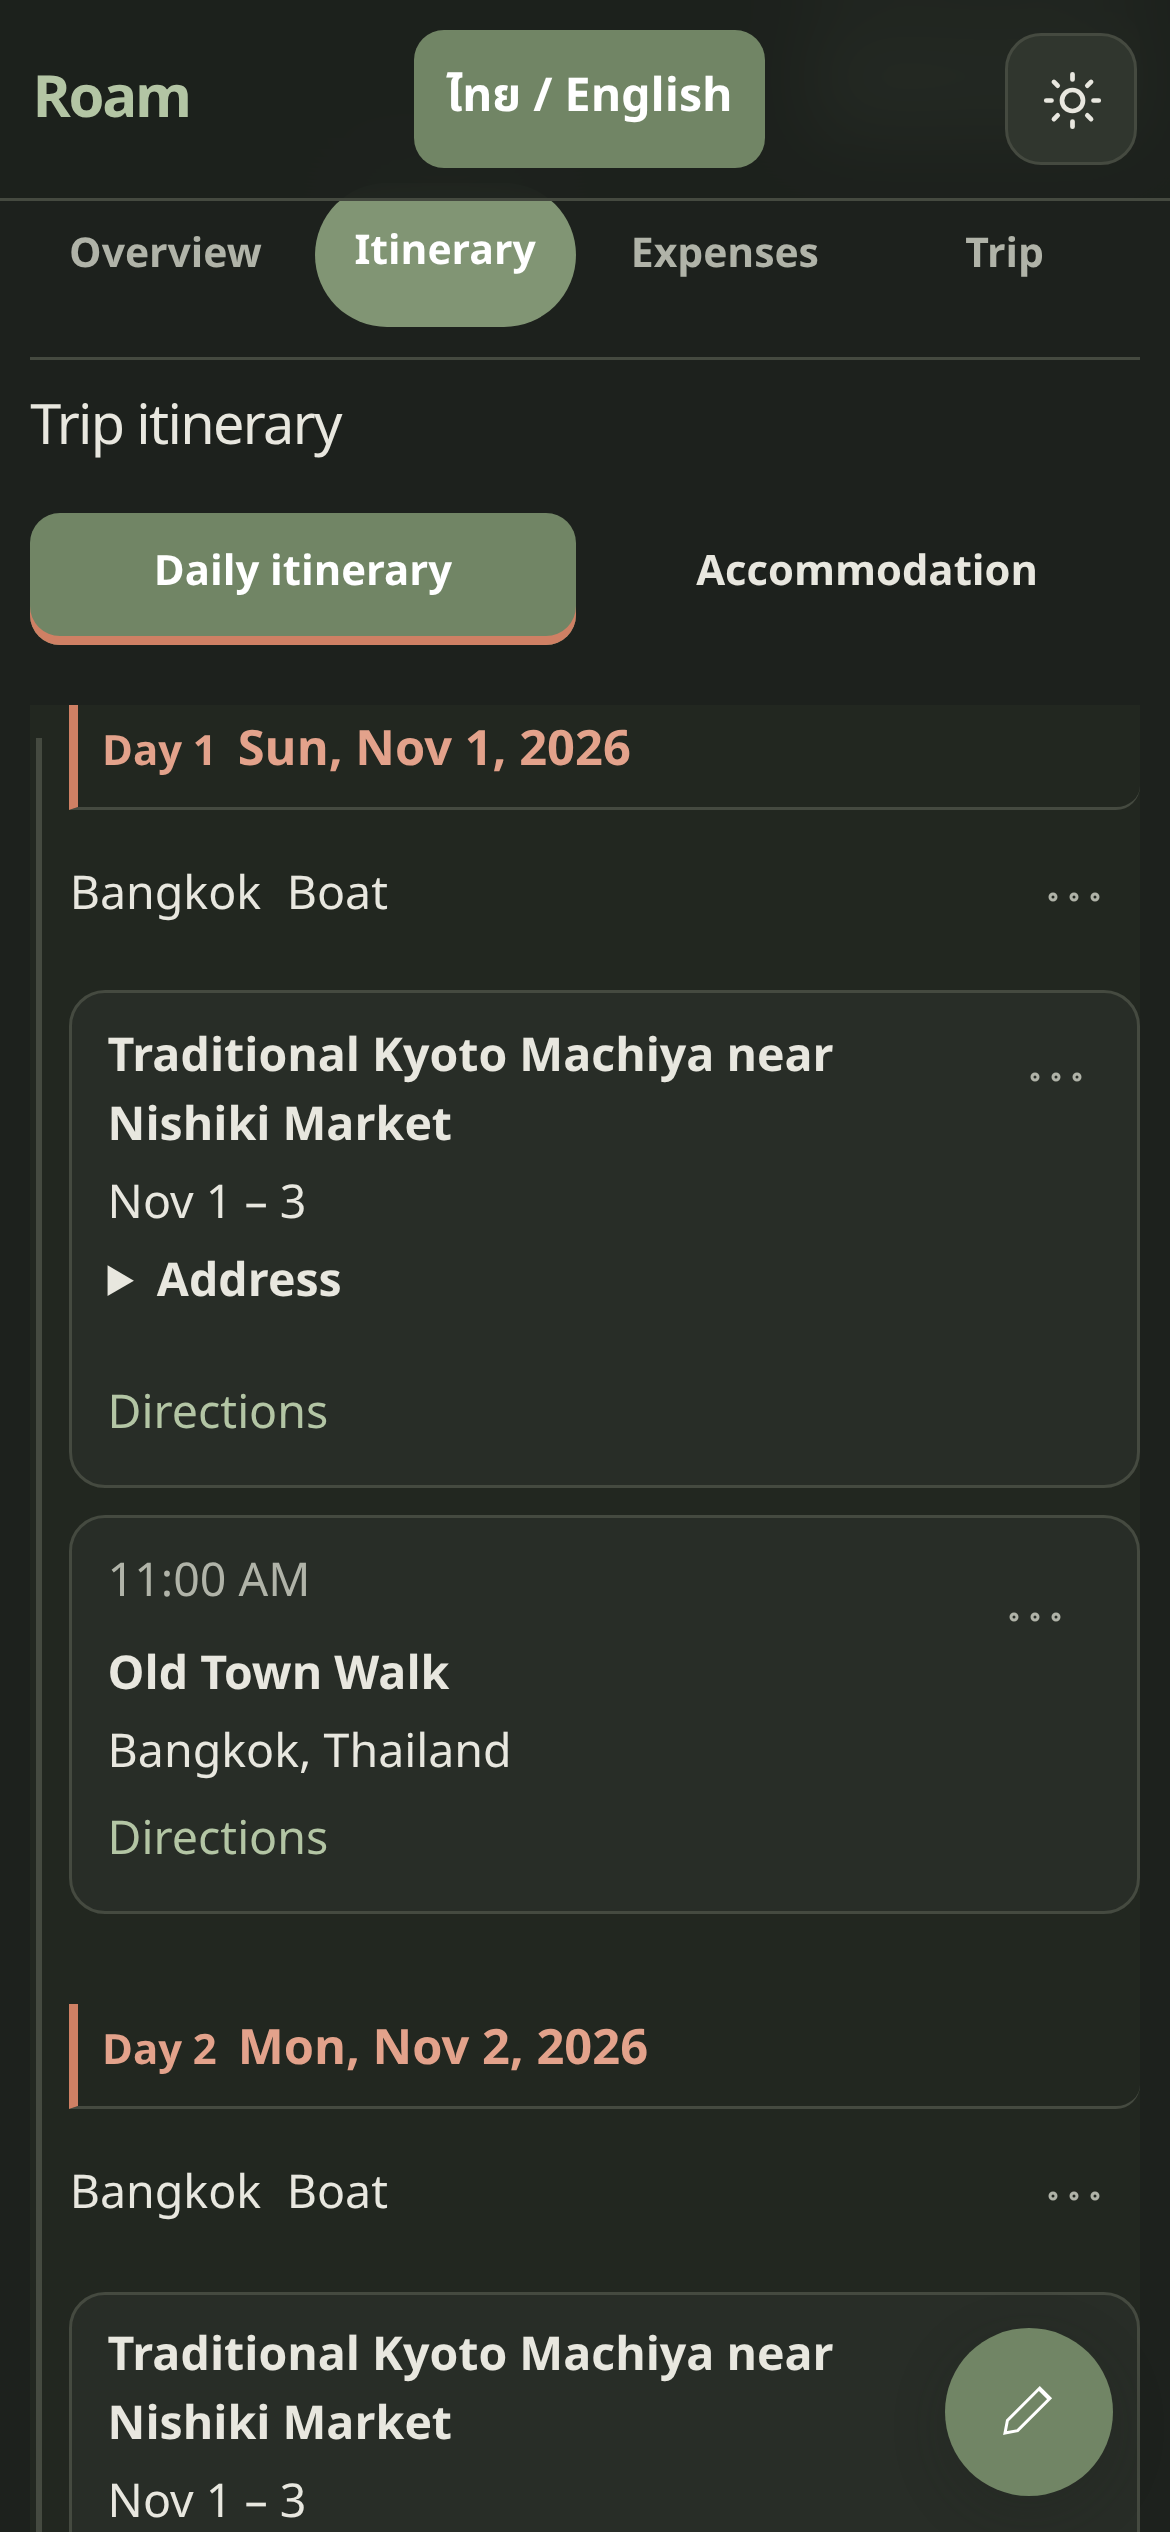 Roam
ไทย / English
Overview
Itinerary
Expenses
Trip
Trip itinerary
Daily itinerary
Accommodation
Day 1 Sun, Nov 1, 2026
Bangkok Boat
Traditional Kyoto Machiya near
Nishiki Market
Nov 1 – 3
Address
Directions
11:00 AM
Old Town Walk
Bangkok, Thailand
Directions
Day 2 Mon, Nov 2, 2026
Bangkok Boat
Traditional Kyoto Machiya near
Nishiki Market
Nov 1 – 3